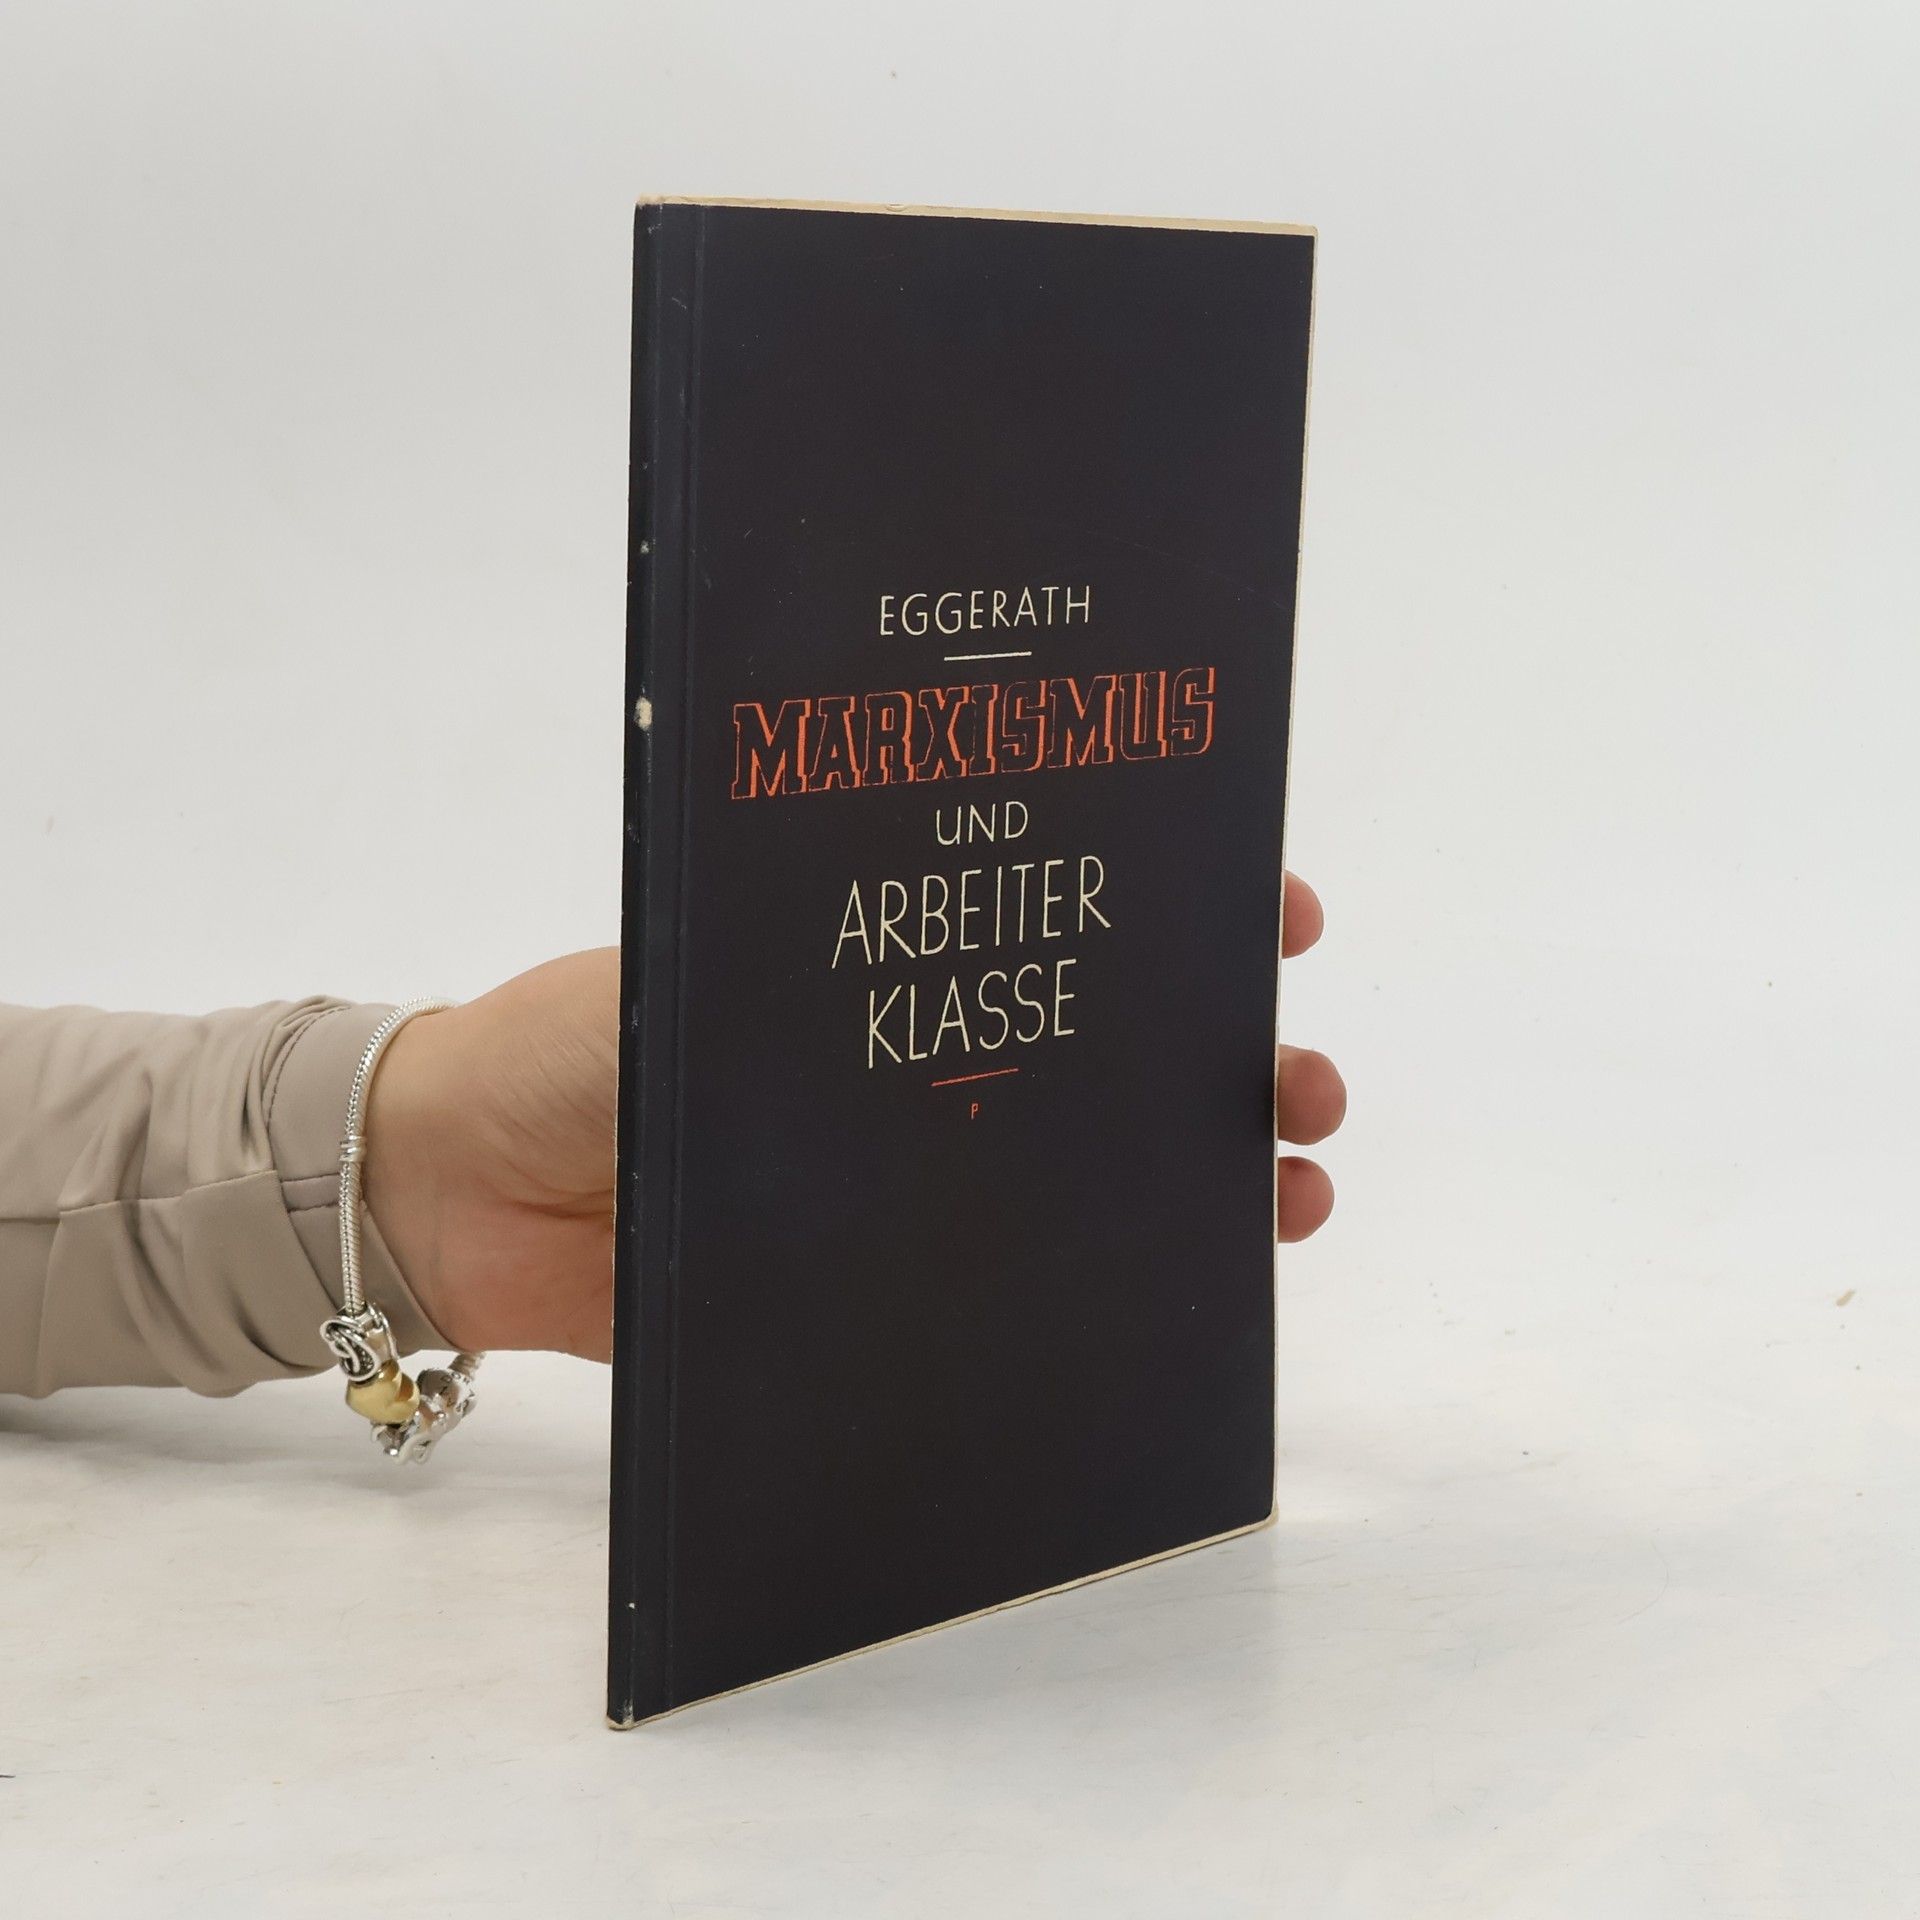 EGGERATH
MARXISMUS
UND
ARBEITER
KLASSE
P